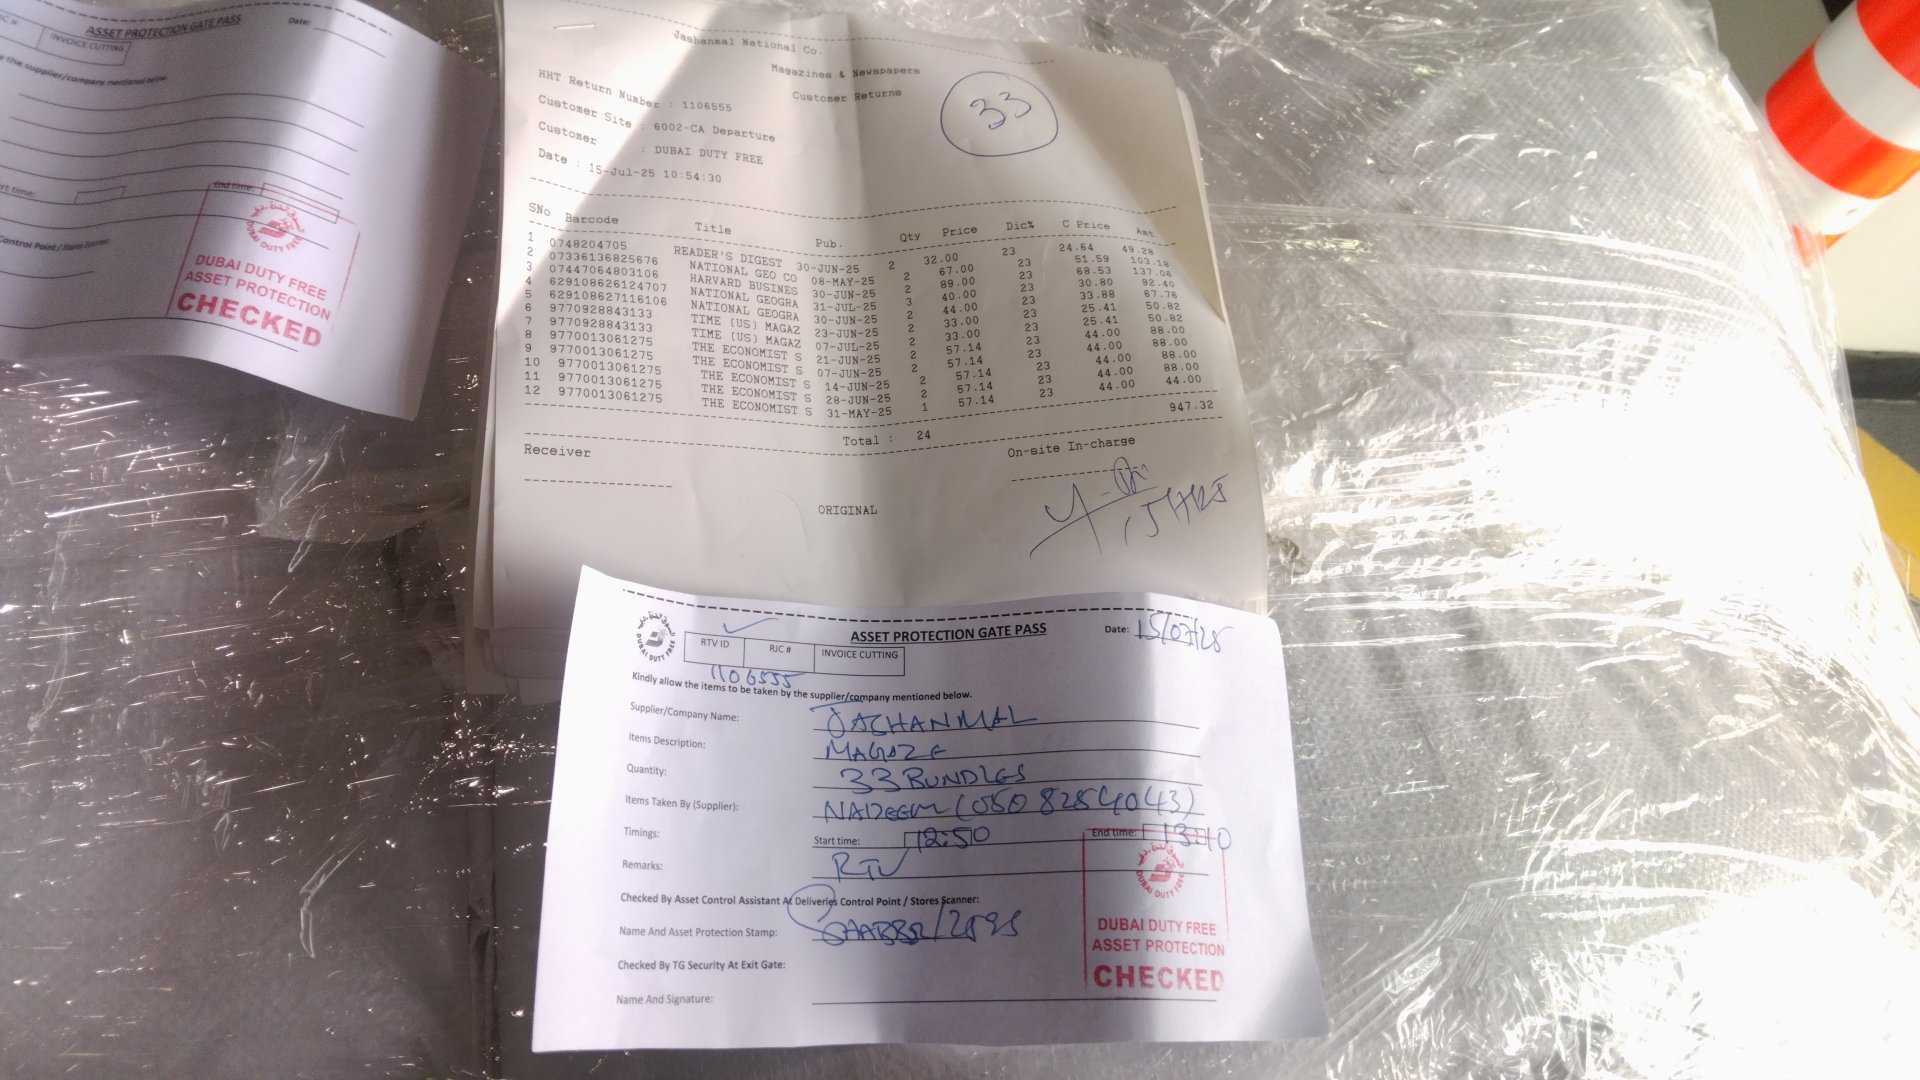 RJC #
ASSET PROTECTION GATE PASS
Date:
INVOICE CUTTING
the supplier/company mentioned below.
End time:
DUBAI DUTY FREE
DUBAI DUTY FREE
ASSET PROTECTION
CHECKED
Jashanmal National Co.
Magazines & Newspapers
Customer Returns
33
HHT Return Number : 1106555
Customer Site : 6002-CA Departure
Customer : DUBAI DUTY FREE
Date : 15-Jul-25 10:54:30
SNo Barcode Title Pub. Qty Price Dic% C Price Amt
1 0748204705 READER'S DIGEST 30-JUN-25 2 32.00 23 24.64 49.28
2 07336136825676 NATIONAL GEO CO 08-MAY-25 2 67.00 23 51.59 103.18
3 07447064803106 HARVARD BUSINES 30-JUN-25 2 89.00 23 68.53 137.06
4 629108626124707 NATIONAL GEOGRA 31-JUL-25 3 40.00 23 30.80 92.40
5 629108627116106 NATIONAL GEOGRA 30-JUN-25 2 44.00 23 33.88 67.76
6 9770928843133 TIME (US) MAGAZ 23-JUN-25 2 33.00 23 25.41 50.82
7 9770928843133 TIME (US) MAGAZ 07-JUL-25 2 33.00 23 25.41 50.82
8 9770013061275 THE ECONOMIST S 21-JUN-25 2 57.14 23 44.00 88.00
9 9770013061275 THE ECONOMIST S 07-JUN-25 2 57.14 23 44.00 88.00
10 9770013061275 THE ECONOMIST S 14-JUN-25 2 57.14 23 44.00 88.00
11 9770013061275 THE ECONOMIST S 28-JUN-25 2 57.14 23 44.00 88.00
12 9770013061275 THE ECONOMIST S 31-MAY-25 1 57.14 23 44.00 44.00
Total : 24 947.32
Receiver On-site In-charge
ORIGINAL
DUBAI DUTY FREE
ASSET PROTECTION GATE PASS
Date: 15/07/25
RTV ID RJC # INVOICE CUTTING
1106555
Kindly allow the items to be taken by the supplier/company mentioned below.
Supplier/Company Name: JASHANMAL
Items Description:
Quantity: 33 BUNDLES
Items Taken By (Supplier): NADEEM (050 8284043)
Timings: Start time: 12:50 End time: 13:10
Remarks: RTV
Checked By Asset Control Assistant At Deliveries Control Point / Stores Scanner:
Name And Asset Protection Stamp:
Checked By TG Security At Exit Gate:
Name And Signature:
DUBAI DUTY FREE
DUBAI DUTY FREE
ASSET PROTECTION
CHECKED